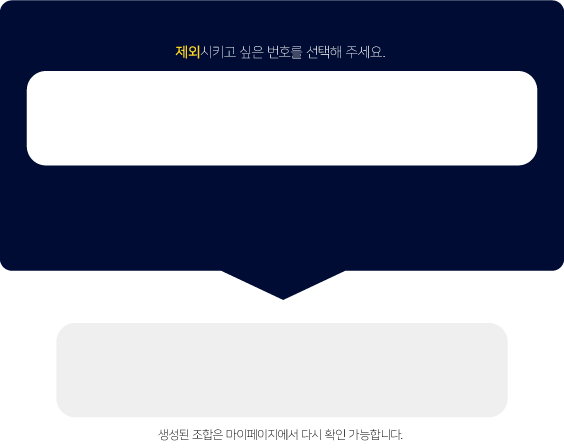 제외시키고 싶은 번호를 선택해 주세요.
생성된 조합은 마이페이지에서 다시 확인 가능합니다.